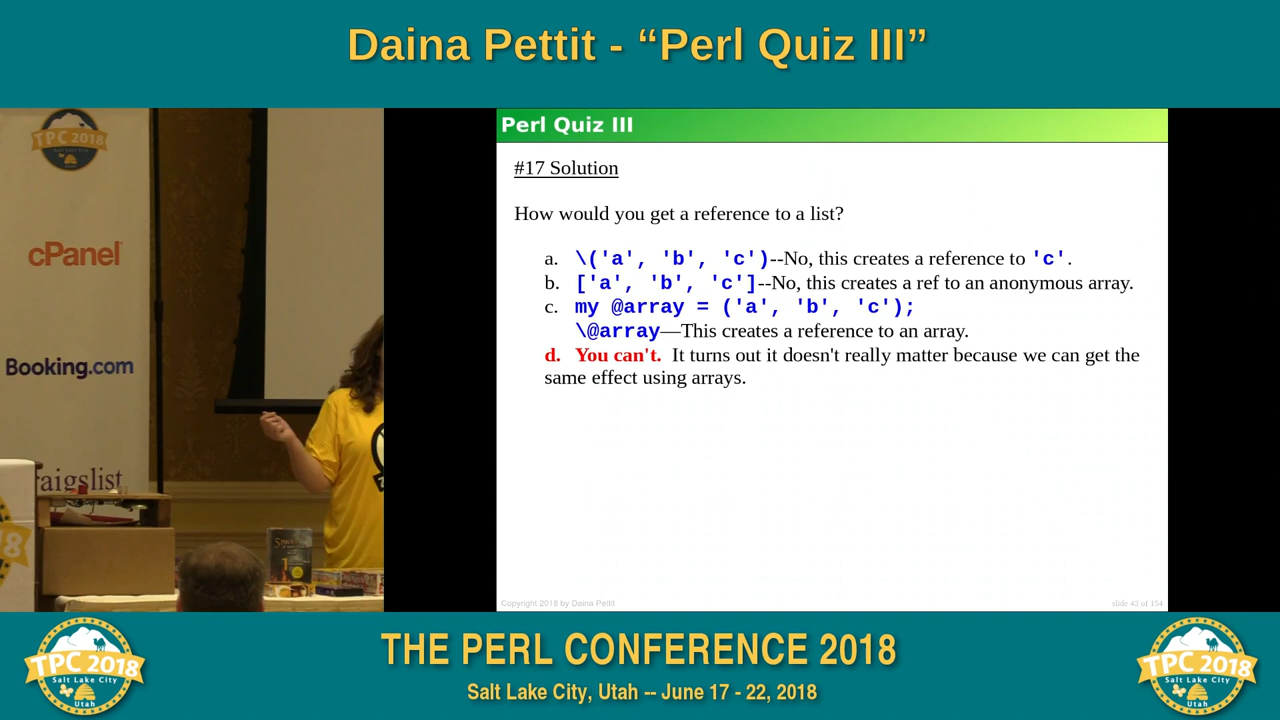 Daina Pettit - “Perl Quiz III”
TPC 2018
cPanel
Booking.com
raigslist
Perl Quiz III
#17 Solution
How would you get a reference to a list?
a. \('a', 'b', 'c')--No, this creates a reference to 'c'.
b. ['a', 'b', 'c']--No, this creates a ref to an anonymous array.
c. my @array = ('a', 'b', 'c');
\@array—This creates a reference to an array.
d. You can't. It turns out it doesn't really matter because we can get the
same effect using arrays.
Copyright 2018 by Daina Pettit
slide 43 of 154
TPC 2018
Salt Lake City
Utah
THE PERL CONFERENCE 2018
Salt Lake City, Utah -- June 17 - 22, 2018
TPC 2018
Salt Lake City
Utah